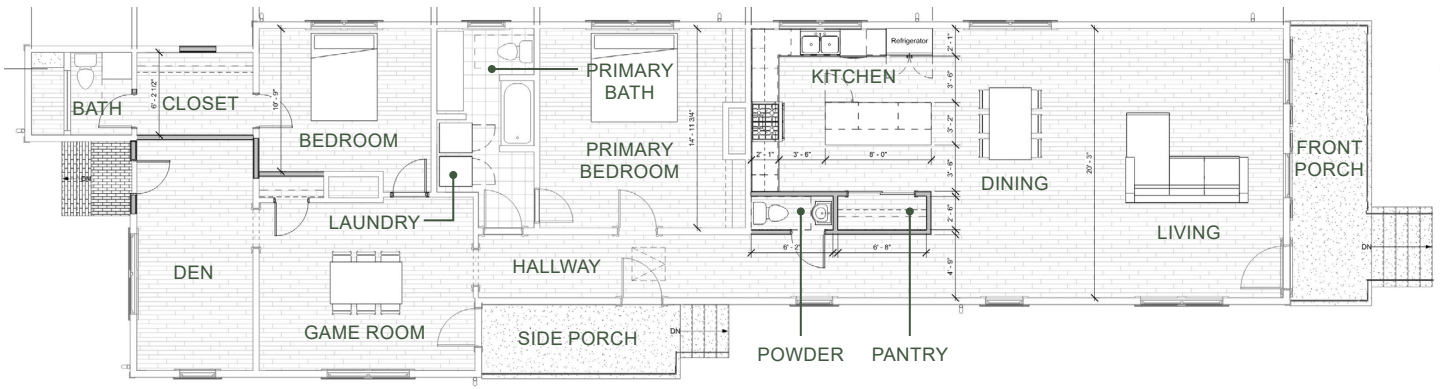 Refrigerator
2' - 1"
PRIMARY
BATH
KITCHEN
3' - 6"
BATH
CLOSET
6' - 2 1/2"
10' - 9"
BEDROOM
14' - 11 3/4"
3' - 2"
PRIMARY
BEDROOM
2' - 1"
3' - 6"
8' - 0"
3' - 6"
DINING
20' - 3"
FRONT
PORCH
DN
LAUNDRY
2' - 6"
LIVING
DEN
HALLWAY
6' - 2"
6' - 8"
4' - 9"
DN
GAME ROOM
SIDE PORCH
DN
POWDER
PANTRY